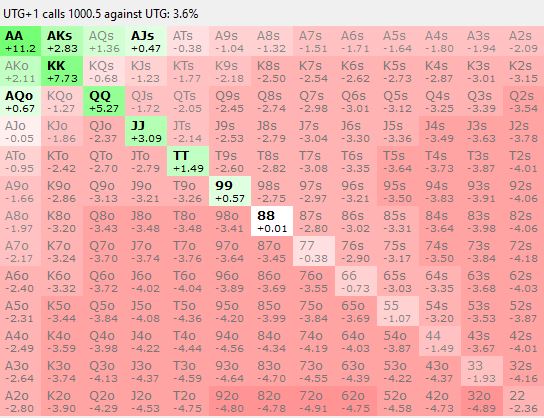 UTG+1 calls 1000.5 against UTG: 3.6%
AA AKs AQs AJs ATs A9s A8s A7s A6s A5s A4s A3s A2s
+11.2 +2.83 +1.36 +0.47 -0.38 -1.04 -1.32 -1.51 -1.71 -1.64 -1.80 -1.94 -2.09
AKo KK KQs KJs KTs K9s K8s K7s K6s K5s K4s K3s K2s
+2.11 +7.73 -0.68 -1.23 -1.77 -2.18 -2.50 -2.54 -2.62 -2.73 -2.87 -3.01 -3.15
AQo KQo QQ QJs QTs Q9s Q8s Q7s Q6s Q5s Q4s Q3s Q2s
+0.67 -1.27 +5.27 -1.72 -2.05 -2.45 -2.74 -2.98 -3.01 -3.12 -3.25 -3.39 -3.54
AJo KJo QJo JJ JTs J9s J8s J7s J6s J5s J4s J3s J2s
-0.05 -1.86 -2.37 +3.09 -2.14 -2.53 -2.79 -3.04 -3.30 -3.36 -3.49 -3.63 -3.78
ATo KTo QTo JTo TT T9s T8s T7s T6s T5s T4s T3s T2s
-0.95 -2.42 -2.70 -2.79 +1.49 -2.60 -2.82 -3.08 -3.35 -3.64 -3.73 -3.87 -4.01
A9o K9o Q9o J9o T9o 99 98s 97s 96s 95s 94s 93s 92s
-1.66 -2.86 -3.13 -3.21 -3.26 +0.57 -2.75 -2.97 -3.21 -3.50 -3.83 -3.91 -4.06
A8o K8o Q8o J8o T8o 98o 88 87s 86s 85s 84s 83s 82s
-1.97 -3.20 -3.43 -3.48 -3.48 -3.41 +0.01 -2.80 -3.02 -3.31 -3.64 -3.98 -4.06
A7o K7o Q7o J7o T7o 97o 87o 77 76s 75s 74s 73s 72s
-2.17 -3.24 -3.70 -3.76 -3.76 -3.64 -3.45 -0.38 -2.90 -3.17 -3.50 -3.84 -4.18
A6o K6o Q6o J6o T6o 96o 86o 76o 66 65s 64s 63s 62s
-2.40 -3.32 -3.72 -4.02 -4.04 -3.89 -3.69 -3.56 -0.73 -3.03 -3.35 -3.68 -4.03
A5o K5o Q5o J5o T5o 95o 85o 75o 65o 55 54s 53s 52s
-2.31 -3.44 -3.84 -4.08 -4.36 -4.20 -3.99 -3.84 -3.69 -1.07 -3.20 -3.53 -3.87
A4o K4o Q4o J4o T4o 94o 84o 74o 64o 54o 44 43s 42s
-2.49 -3.59 -3.98 -4.22 -4.44 -4.56 -4.34 -4.19 -4.03 -3.87 -1.49 -3.67 -4.01
A3o K3o Q3o J3o T3o 93o 83o 73o 63o 53o 43o 33 32s
-2.64 -3.74 -4.13 -4.37 -4.59 -4.64 -4.70 -4.55 -4.39 -4.22 -4.37 -1.93 -4.16
A2o K2o Q2o J2o T2o 92o 82o 72o 62o 52o 42o 32o 22
-2.80 -3.90 -4.29 -4.53 -4.75 -4.80 -4.78 -4.91 -4.75 -4.58 -4.73 -4.89 -2.36